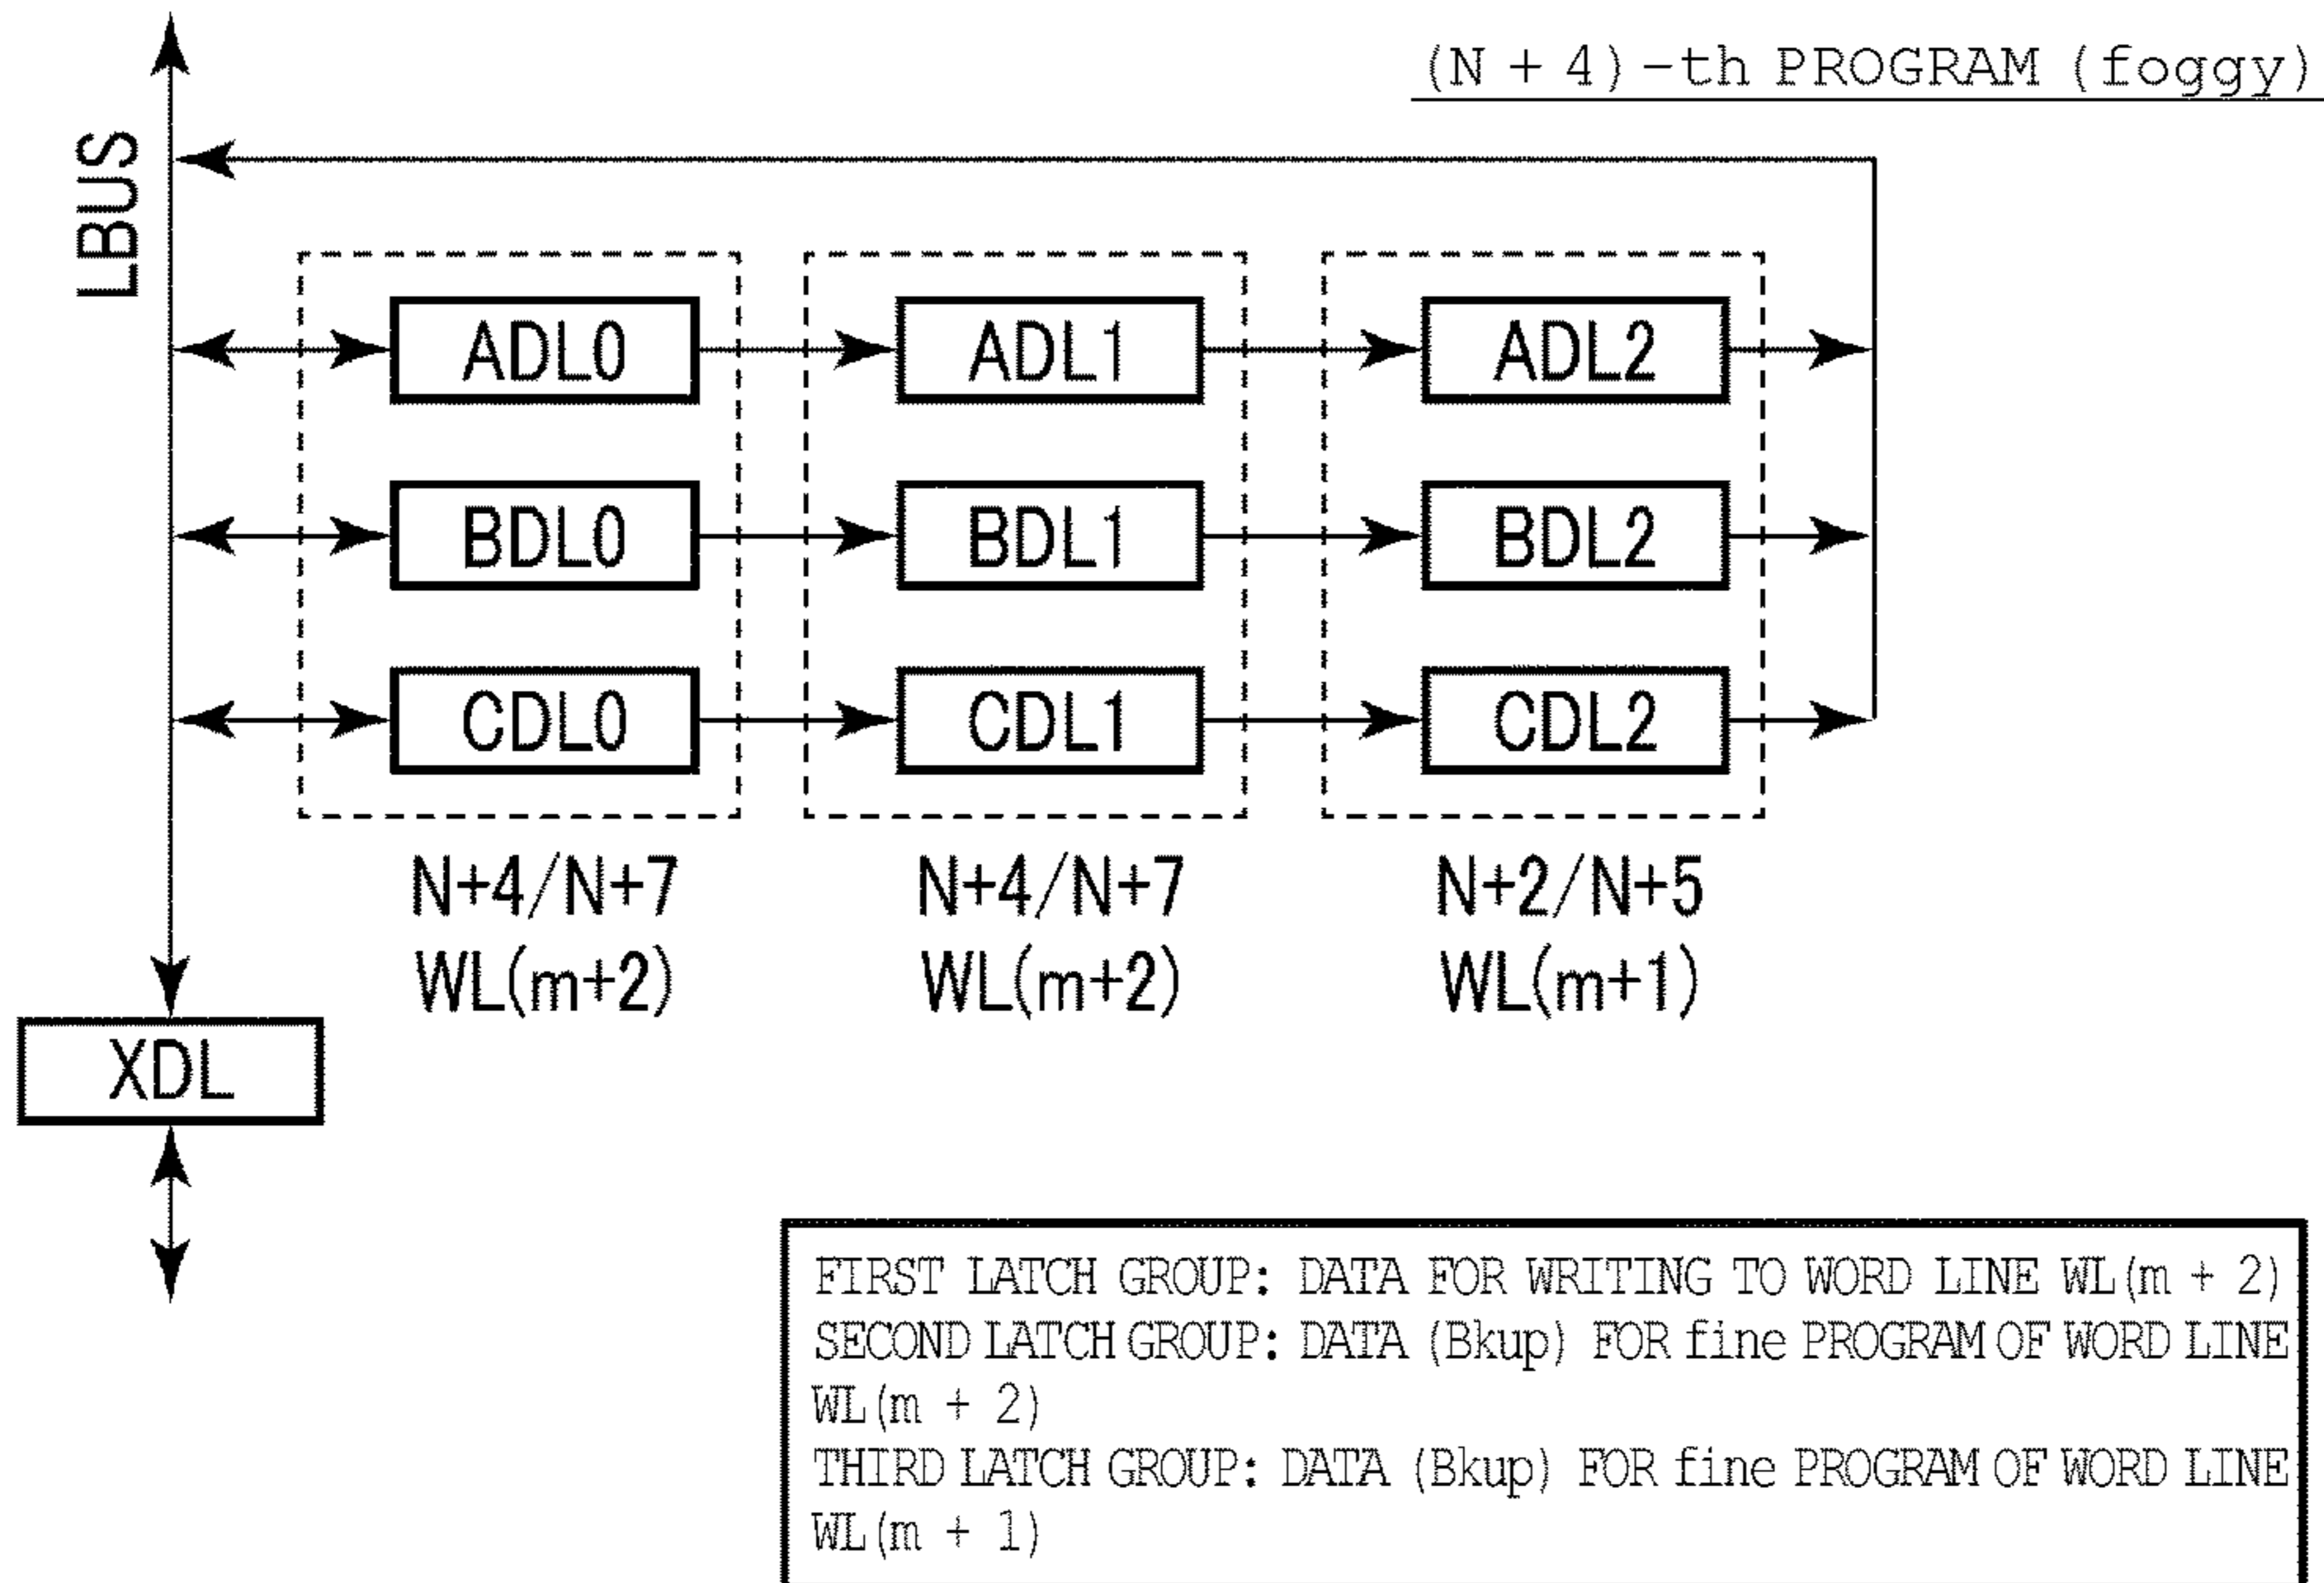 (N + 4)-th PROGRAM (foggy)
LBUS
ADL0 ADL1 ADL2
BDL0 BDL1 BDL2
CDL0 CDL1 CDL2
N+4/N+7 N+4/N+7 N+2/N+5
WL(m+2) WL(m+2) WL(m+1)
XDL
FIRST LATCH GROUP: DATA FOR WRITING TO WORD LINE WL(m + 2)
SECOND LATCH GROUP: DATA (Bkup) FOR fine PROGRAM OF WORD LINE
WL(m + 2)
THIRD LATCH GROUP: DATA (Bkup) FOR fine PROGRAM OF WORD LINE
WL(m + 1)